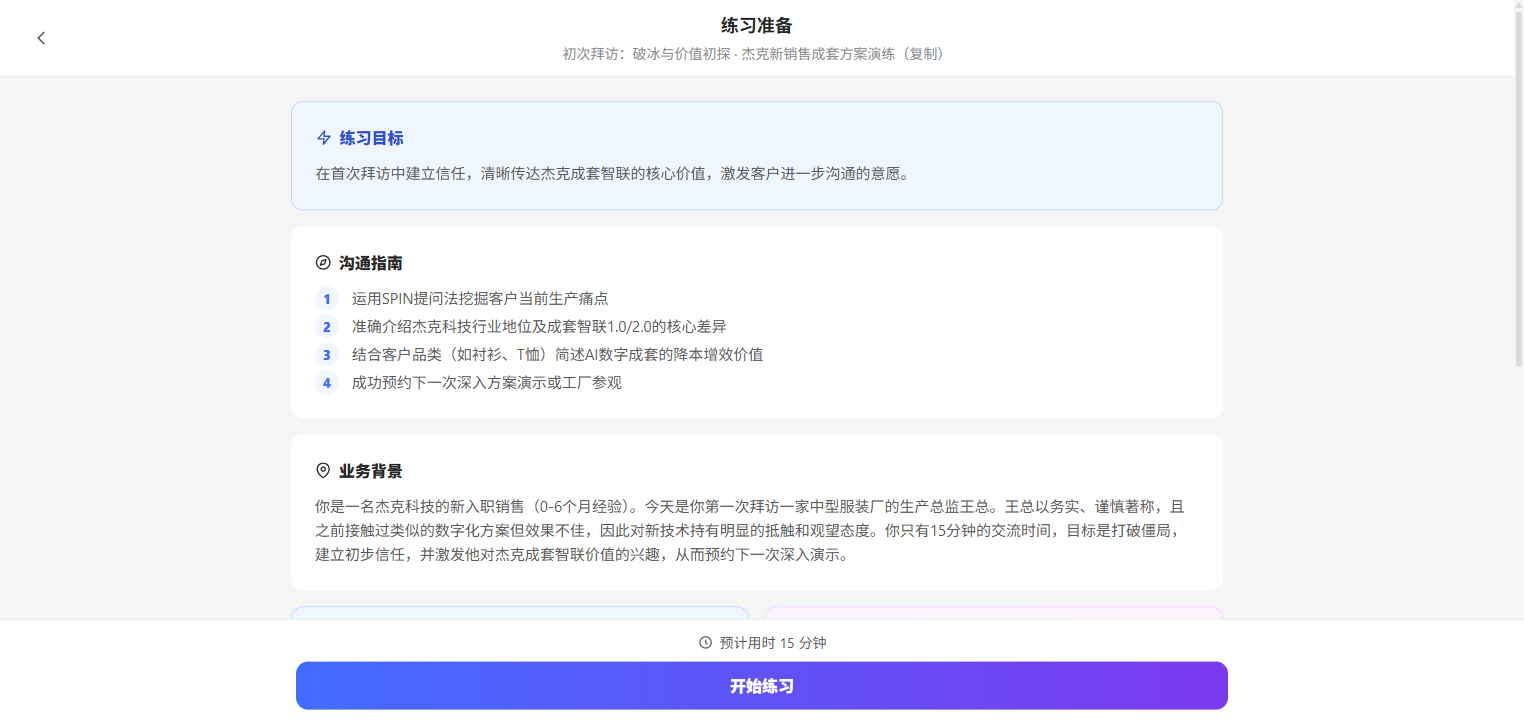 练习准备
初次拜访：破冰与价值初探 · 杰克新销售成套方案演练（复制）
练习目标
在首次拜访中建立信任，清晰传达杰克成套智联的核心价值，激发客户进一步沟通的意愿。
沟通指南
1 运用SPIN提问法挖掘客户当前生产痛点
2 准确介绍杰克科技行业地位及成套智联1.0/2.0的核心差异
3 结合客户品类（如衬衫、T恤）简述AI数字成套的降本增效价值
4 成功预约下一次深入方案演示或工厂参观
业务背景
你是一名杰克科技的新入职销售（0-6个月经验）。今天是你第一次拜访一家中型服装厂的生产总监王总。王总以务实、谨慎著称，且
之前接触过类似的数字化方案但效果不佳，因此对新技术持有明显的抵触和观望态度。你只有15分钟的交流时间，目标是打破僵局，
建立初步信任，并激发他对杰克成套智联价值的兴趣，从而预约下一次深入演示。
预计用时 15 分钟
开始练习